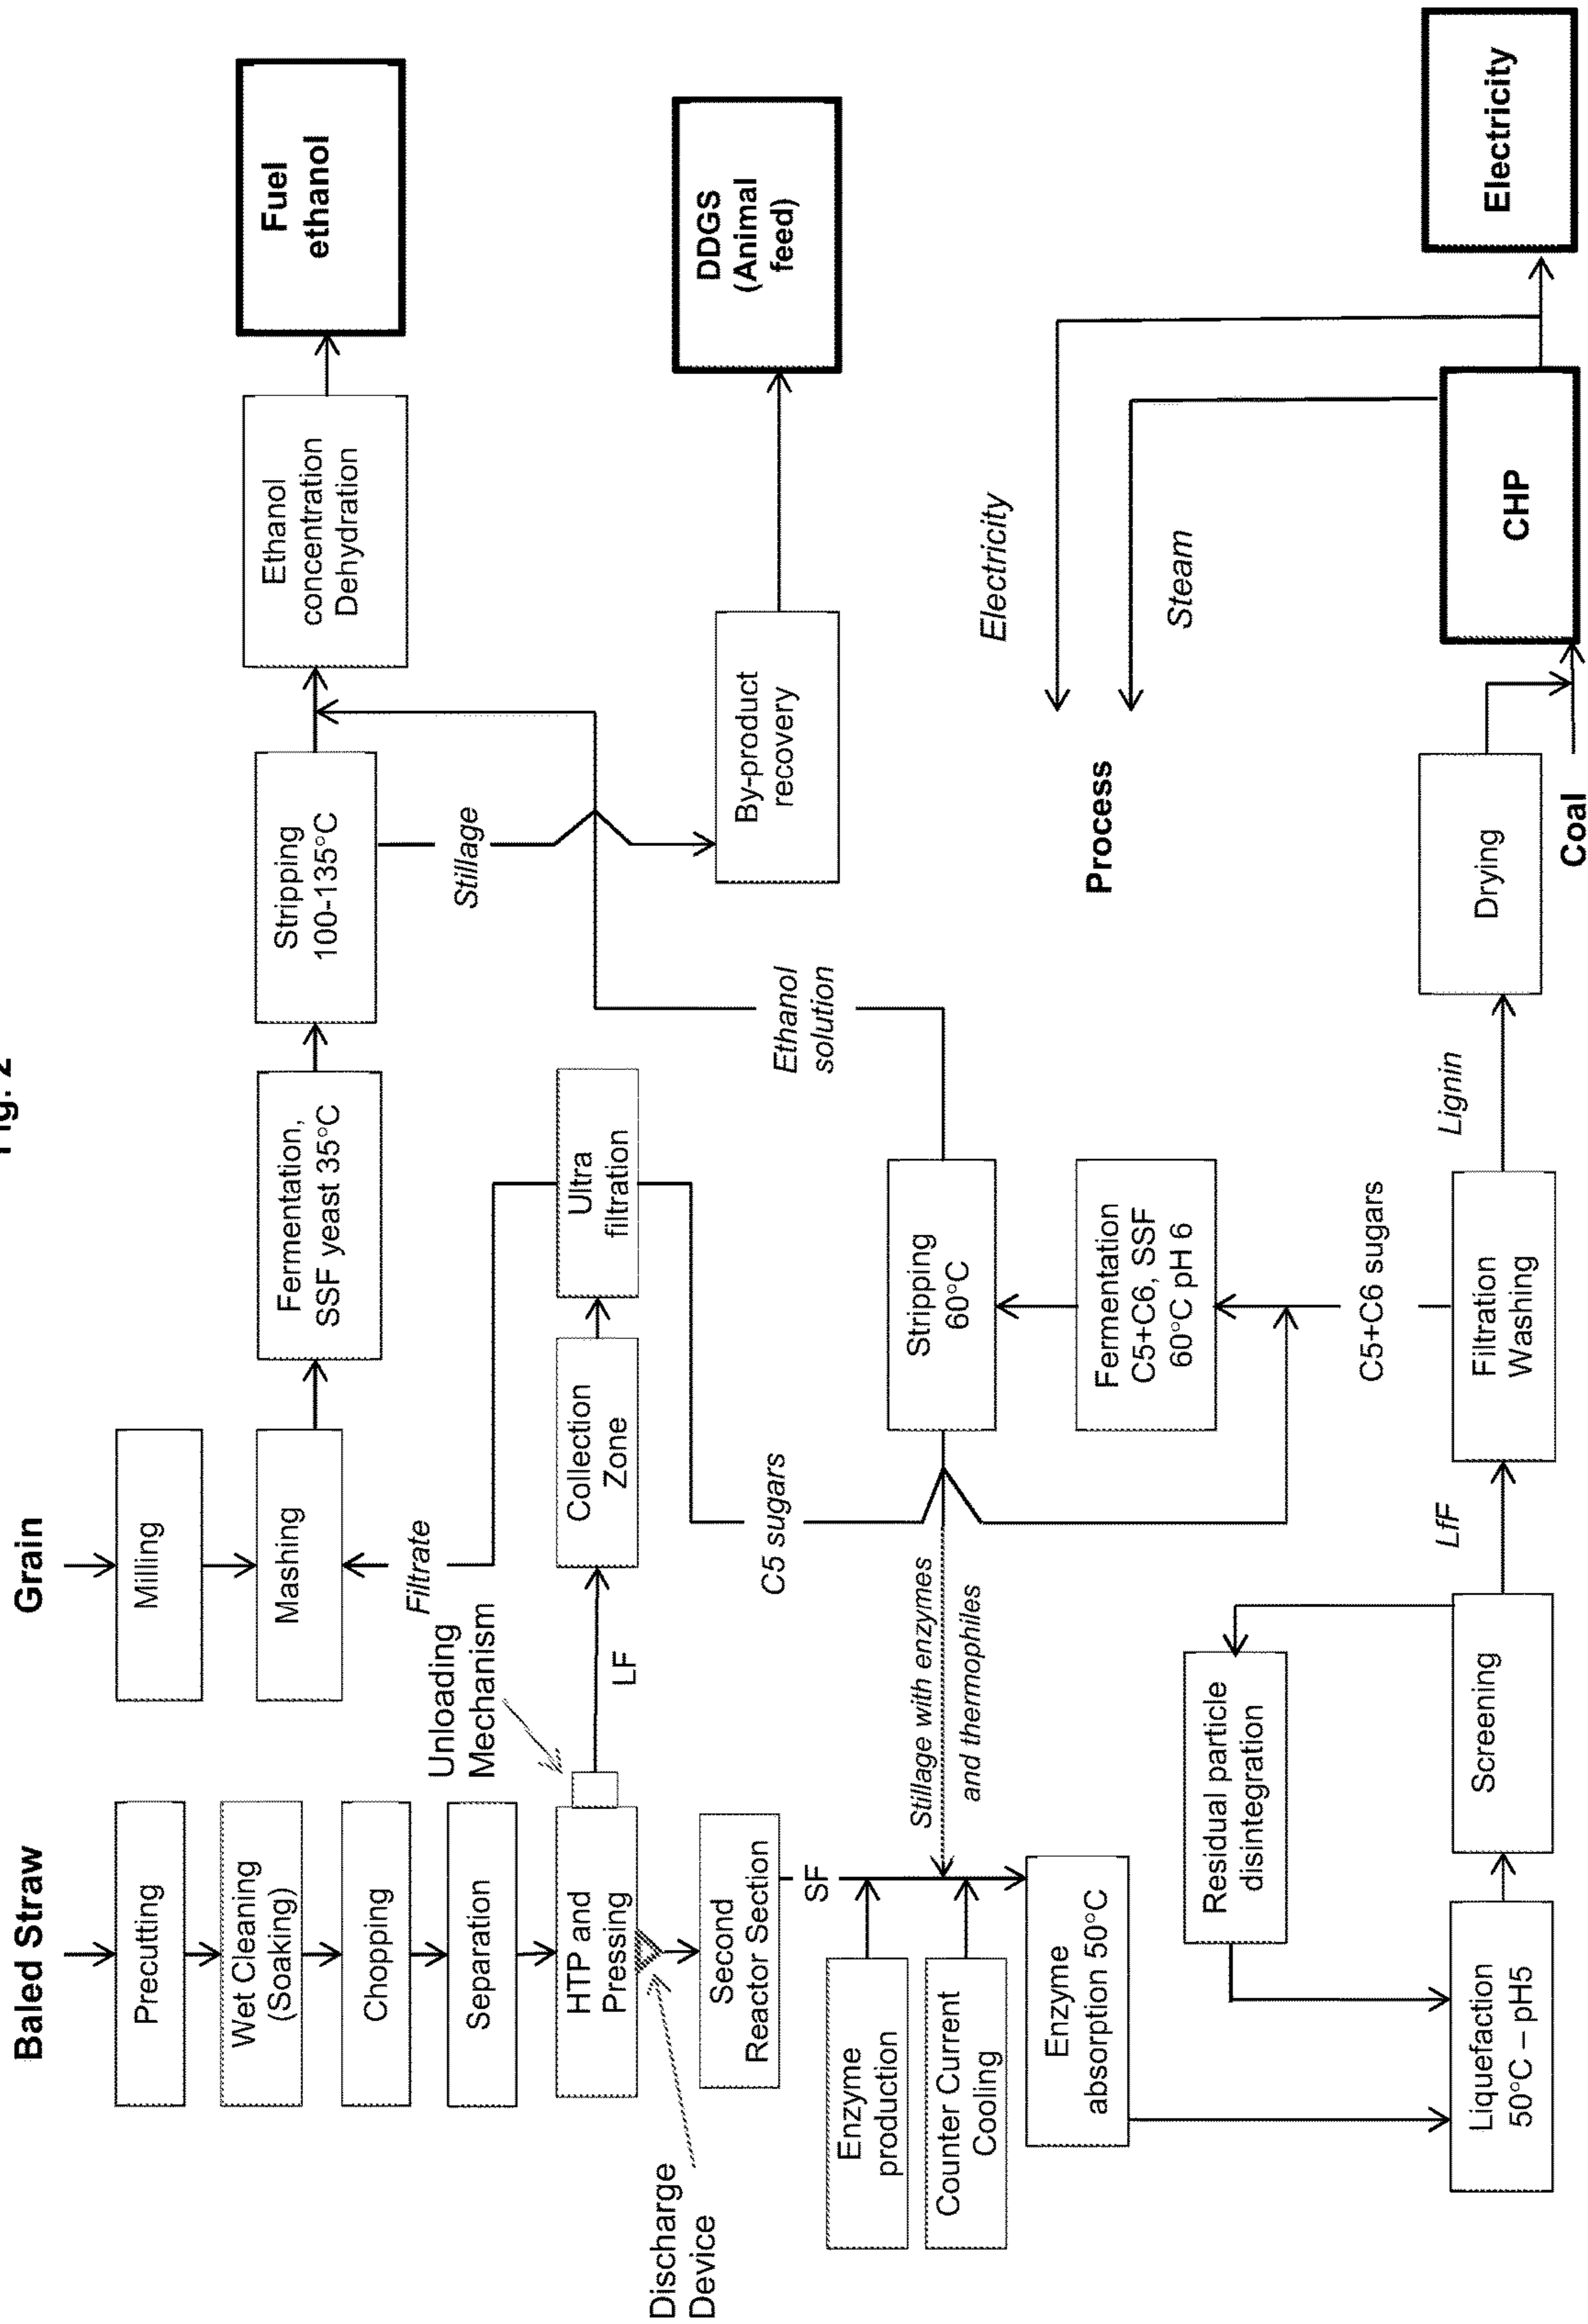 Fig. 2
Baled Straw
Grain
Precutting
Wet Cleaning
(Soaking)
Chopping
Separation
HTP and
Pressing
Second
Reactor Section
Discharge
Device
Unloading
Mechanism
LF
SF
Milling
Mashing
Filtrate
Fermentation,
SSF yeast 35°C
Stripping
100-135°C
Ethanol
concentration
Dehydration
Fuel
ethanol
Collection
Zone
Ultra
filtration
C5 sugars
Stillage
By-product
recovery
DDGS
(Animal
feed)
Ethanol
solution
Stripping
60°C
Fermentation
C5+C6, SSF
60°C pH 6
C5+C6 sugars
Stillage with enzymes
and thermophiles
Enzyme
production
Counter Current
Cooling
Enzyme
absorption 50°C
Liquefaction
50°C – pH5
Residual particle
disintegration
Screening
LfF
Filtration
Washing
Lignin
Drying
Coal
CHP
Process
Electricity
Steam
Electricity